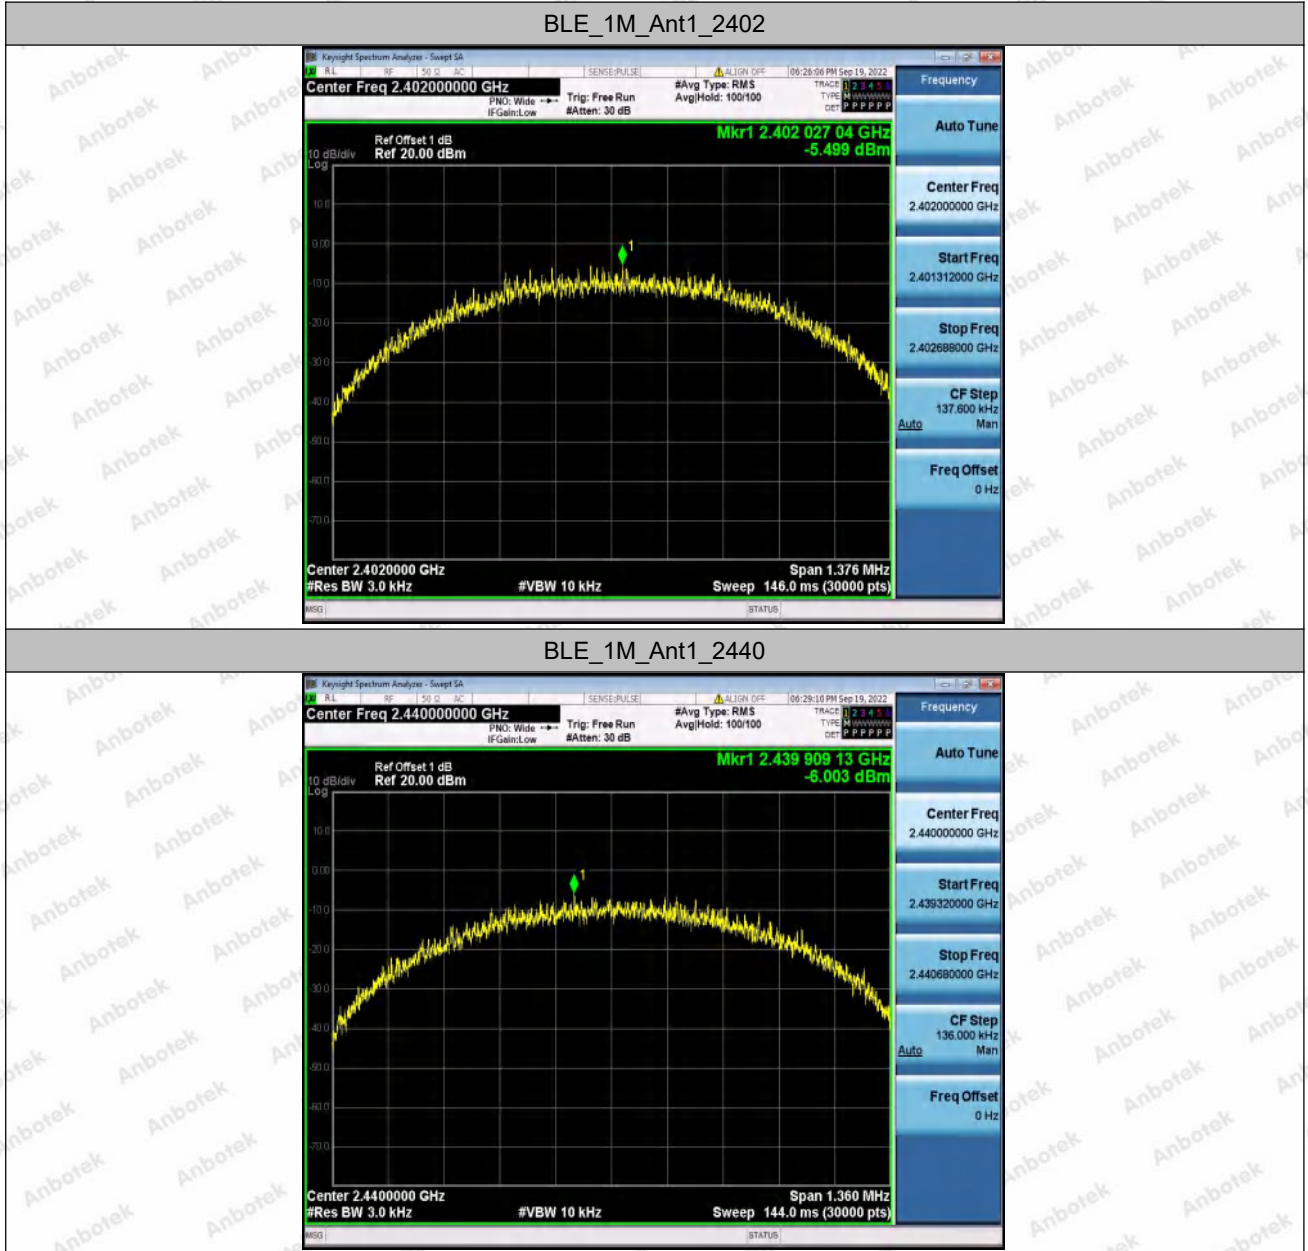 BLE_1M_Ant1_2402
Keysight Spectrum Analyzer - Swept SA
RL RF 50 Ω AC SENSE:PULSE ALIGN OFF 06:26:06 PM Sep 19, 2022
Center Freq 2.402000000 GHz
PNO: Wide
IFGain:Low
Trig: Free Run
#Atten: 30 dB
#Avg Type: RMS
Avg|Hold: 100/100
TRACE 1 2 3 4 5 6
TYPE M W W W W W
DET P P P P P P
Frequency
Auto Tune
Center Freq
2.402000000 GHz
Start Freq
2.401312000 GHz
Stop Freq
2.402688000 GHz
CF Step
137.600 kHz
Auto Man
Freq Offset
0 Hz
Mkr1 2.402 027 04 GHz
-5.499 dBm
Ref Offset 1 dB
10 dB/div Ref 20.00 dBm
Log
10.0
0.00
-10.0
-20.0
-30.0
-40.0
-50.0
-60.0
-70.0
1
Center 2.4020000 GHz Span 1.376 MHz
#Res BW 3.0 kHz #VBW 10 kHz Sweep 146.0 ms (30000 pts)
MSG STATUS
BLE_1M_Ant1_2440
Keysight Spectrum Analyzer - Swept SA
RL RF 50 Ω AC SENSE:PULSE ALIGN OFF 06:29:10 PM Sep 19, 2022
Center Freq 2.440000000 GHz
PNO: Wide
IFGain:Low
Trig: Free Run
#Atten: 30 dB
#Avg Type: RMS
Avg|Hold: 100/100
TRACE 1 2 3 4 5 6
TYPE M W W W W W
DET P P P P P P
Frequency
Auto Tune
Center Freq
2.440000000 GHz
Start Freq
2.439320000 GHz
Stop Freq
2.440680000 GHz
CF Step
136.000 kHz
Auto Man
Freq Offset
0 Hz
Mkr1 2.439 909 13 GHz
-6.003 dBm
Ref Offset 1 dB
10 dB/div Ref 20.00 dBm
Log
10.0
0.00
-10.0
-20.0
-30.0
-40.0
-50.0
-60.0
-70.0
1
Center 2.4400000 GHz Span 1.360 MHz
#Res BW 3.0 kHz #VBW 10 kHz Sweep 144.0 ms (30000 pts)
MSG STATUS
Anbotek